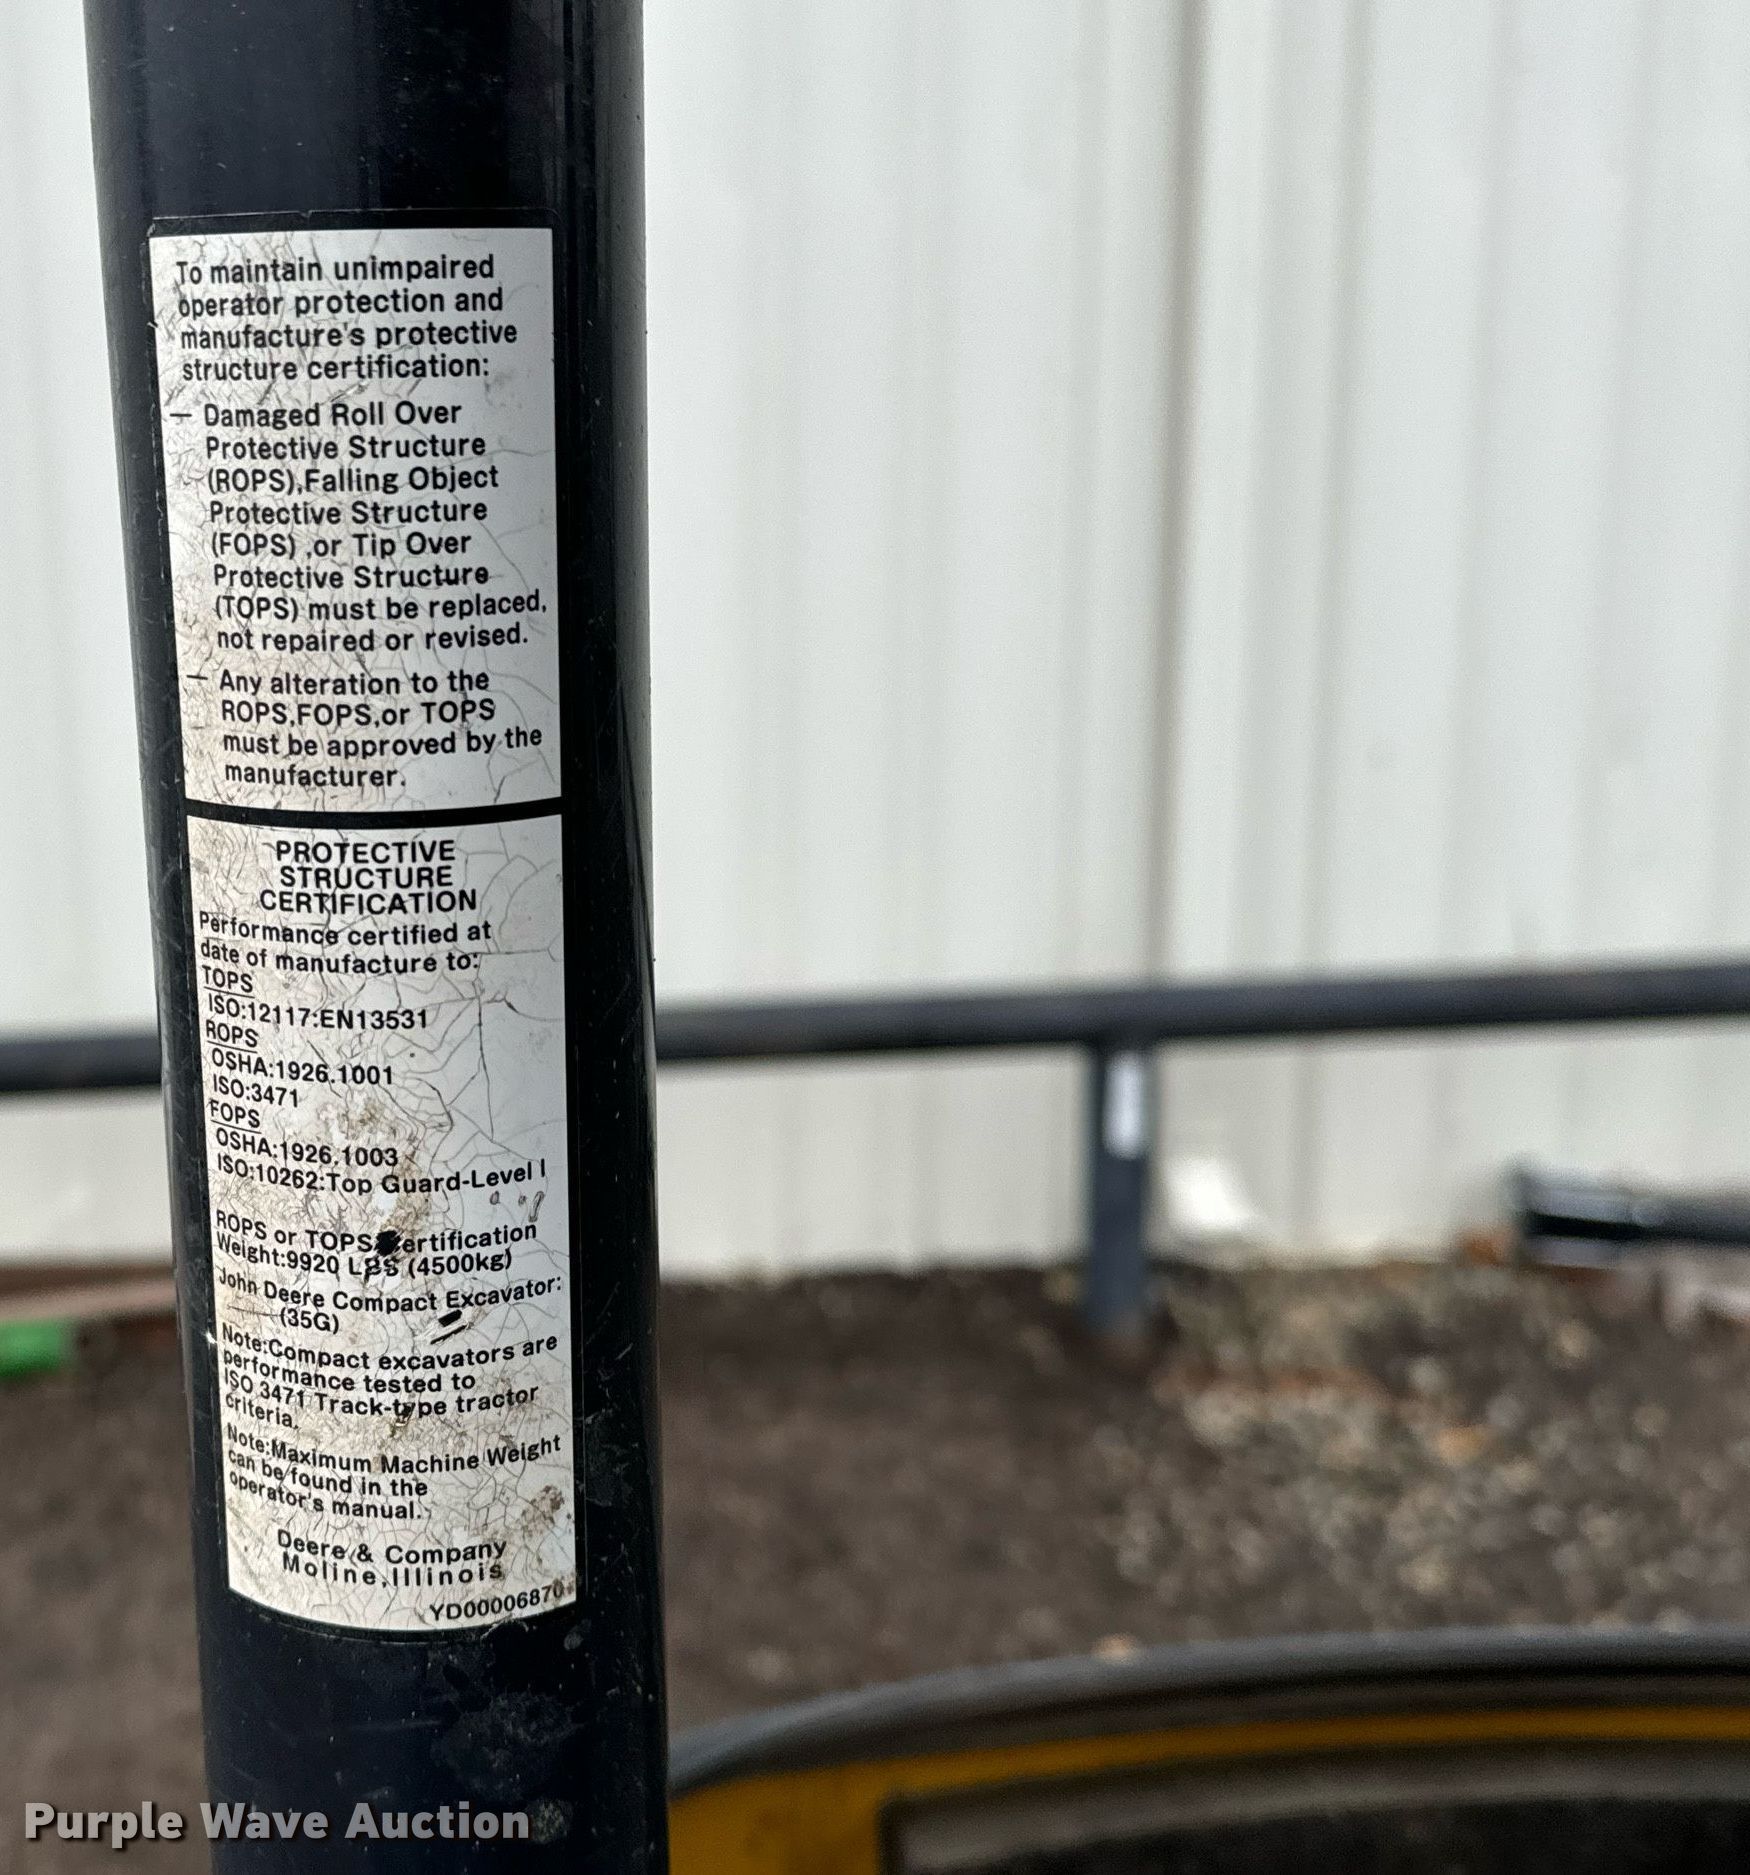 To maintain unimpaired
operator protection and
manufacture's protective
structure certification:
— Damaged Roll Over
Protective Structure
(ROPS),Falling Object
Protective Structure
(FOPS) ,or Tip Over
Protective Structure
(TOPS) must be replaced,
not repaired or revised.
— Any alteration to the
ROPS,FOPS,or TOPS
must be approved by the
manufacturer.
PROTECTIVE
STRUCTURE
CERTIFICATION
Performance certified at
date of manufacture to:
TOPS
ISO:12117:EN13531
ROPS
OSHA:1926.1001
ISO:3471
FOPS
OSHA:1926.1003
ISO:10262:Top Guard-Level I
ROPS or TOPS Certification
Weight:9920 LBS (4500kg)
John Deere Compact Excavator:
(35G)
Note:Compact excavators are
performance tested to
ISO 3471 Track-type tractor
criteria.
Note:Maximum Machine Weight
can be found in the
operator's manual.
Deere & Company
Moline,Illinois
YD00006870
Purple Wave Auction